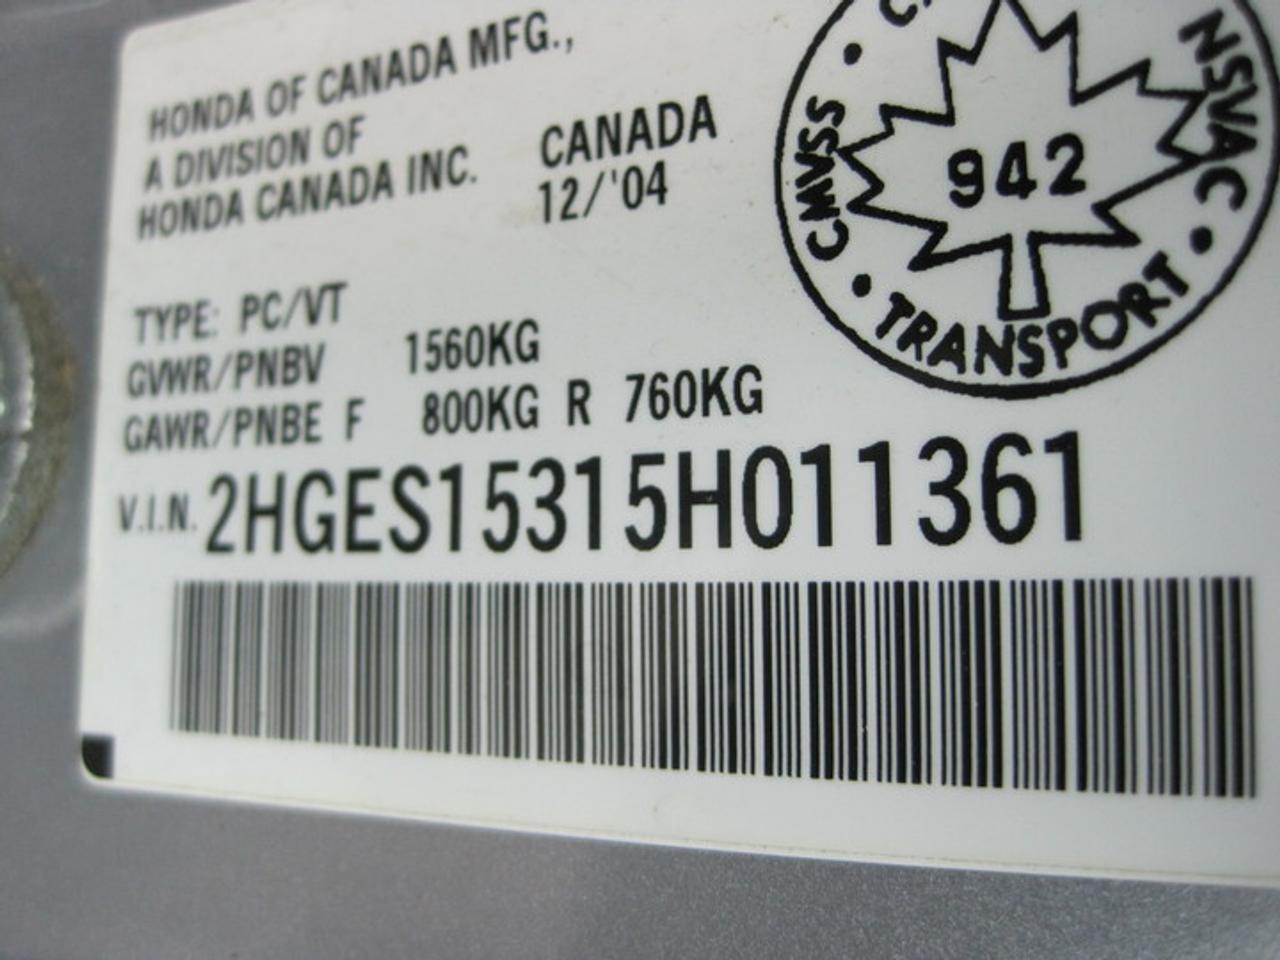 HONDA OF CANADA MFG.,
A DIVISION OF
HONDA CANADA INC.
CANADA
12/'04
TYPE: PC/VT
GVWR/PNBV 1560KG
GAWR/PNBE F 800KG R 760KG
V.I.N. 2HGES15315H011361
942
CMVSS • TRANSPORT • NSVAC •